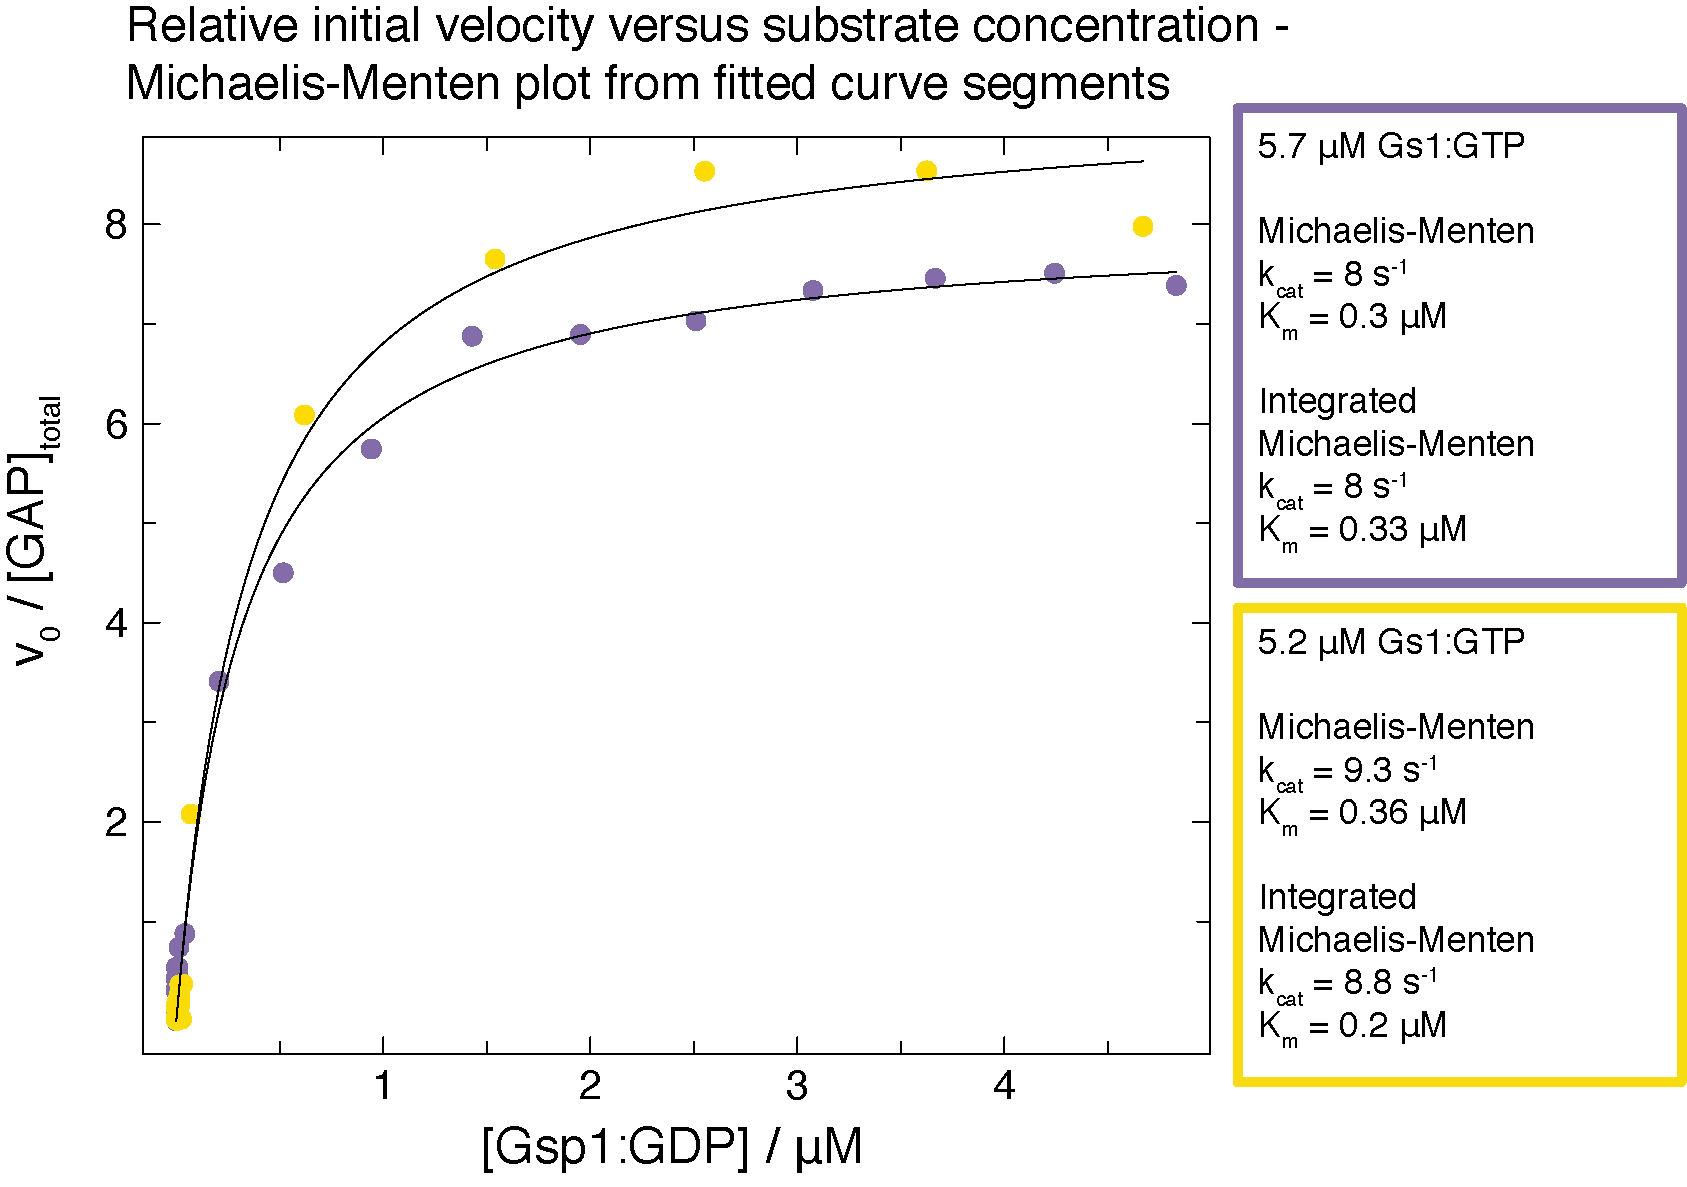 Relative initial velocity versus substrate concentration -
Michaelis-Menten plot from fitted curve segments
5.7 µM Gs1:GTP
Michaelis-Menten
kcat = 8 s-1
Km = 0.3 µM
Integrated
Michaelis-Menten
kcat = 8 s-1
Km = 0.33 µM
5.2 µM Gs1:GTP
Michaelis-Menten
kcat = 9.3 s-1
Km = 0.36 µM
Integrated
Michaelis-Menten
kcat = 8.8 s-1
Km = 0.2 µM
v0 / [GAP]total
8
6
4
2
1 2 3 4
[Gsp1:GDP] / µM